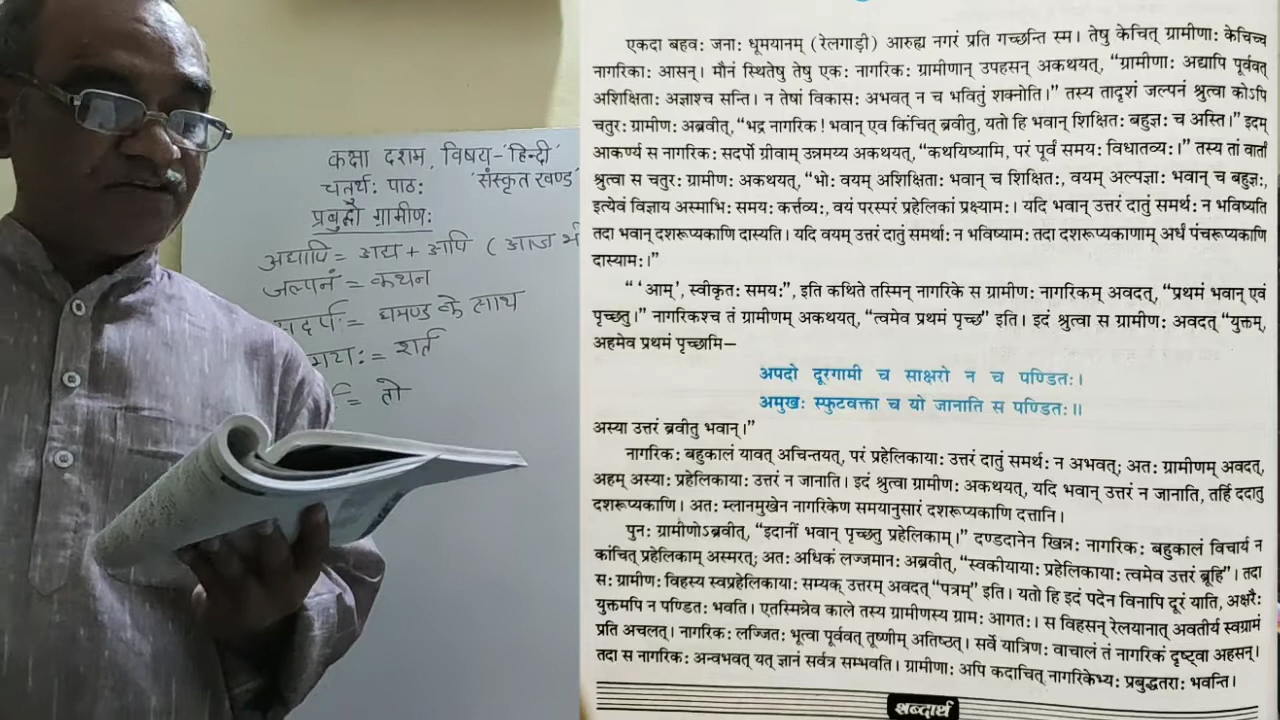 कक्षा दशम, विषय-'हिन्दी'
चतुर्थ: पाठ: 'संस्कृत खण्ड'
प्रबुद्धो ग्रामीण:
अद्यापि = अद्य + अपि ( आज भी
जल्पनं = कथन
सदर्प: = घमण्ड के साथ
मय: = शर्त
= तो
एकदा बहव: जना: धूमयानम् (रेलगाड़ी) आरुह्य नगरं प्रति गच्छन्ति स्म। तेषु केचित् ग्रामीणा: केचिच्च
नागरिका: आसन्। मौनं स्थितेषु तेषु एक: नागरिक: ग्रामीणान् उपहसन् अकथयत्, "ग्रामीणा: अद्यापि पूर्ववत्
अशिक्षिता: अज्ञाश्च सन्ति। न तेषां विकास: अभवत् न च भवितुं शक्नोति।" तस्य तादृशं जल्पनं श्रुत्वा कोऽपि
चतुर: ग्रामीण: अब्रवीत्, "भद्र नागरिक! भवान् एव किंचित् ब्रवीतु, यतो हि भवान् शिक्षित: बहुज्ञ: च अस्ति।" इदम्
आकर्ण्य स नागरिक: सदर्पो ग्रीवाम् उन्नमय्य अकथयत्, "कथयिष्यामि, परं पूर्वं समय: विधातव्य:।" तस्य तां वार्तां
श्रुत्वा स चतुर: ग्रामीण: अकथयत्, "भो: वयम् अशिक्षिता: भवान् च शिक्षित:, वयम् अल्पज्ञा: भवान् च बहुज्ञ:,
इत्येवं विज्ञाय अस्माभि: समय: कर्त्तव्य:, वयं परस्परं प्रहेलिकां प्रक्ष्याम:। यदि भवान् उत्तरं दातुं समर्थ: न भविष्यति
तदा भवान् दशरूप्यकाणि दास्यति। यदि वयम् उत्तरं दातुं समर्था: न भविष्याम: तदा दशरूप्यकाणाम् अर्धं पंचरूप्यकाणि
दास्याम:।"
" 'आम्', स्वीकृत: समय:", इति कथिते तस्मिन् नागरिके स ग्रामीण: नागरिकम् अवदत्, "प्रथमं भवान् एवं
पृच्छतु।" नागरिकश्च तं ग्रामीणम् अकथयत्, "त्वमेव प्रथमं पृच्छ" इति। इदं श्रुत्वा स ग्रामीण: अवदत् "युक्तम्,
अहमेव प्रथमं पृच्छामि–
अपदो दूरगामी च साक्षरो न च पण्डित:।
अमुख: स्फुटवक्ता च यो जानाति स पण्डित:॥
अस्या उत्तरं ब्रवीतु भवान्।"
नागरिक: बहुकालं यावत् अचिन्तयत्, परं प्रहेलिकाया: उत्तरं दातुं समर्थ: न अभवत्; अत: ग्रामीणम् अवदत्,
अहम् अस्या: प्रहेलिकाया: उत्तरं न जानाति। इदं श्रुत्वा ग्रामीण: अकथयत्, यदि भवान् उत्तरं न जानाति, तर्हि ददातु
दशरूप्यकाणि। अत: म्लानमुखेन नागरिकेण समयानुसारं दशरूप्यकाणि दत्तानि।
पुन: ग्रामीणोऽब्रवीत्, "इदानीं भवान् पृच्छतु प्रहेलिकाम्।" दण्डदानेन खिन्न: नागरिक: बहुकालं विचार्य न
कांचित् प्रहेलिकाम् अस्मरत्; अत: अधिकं लज्जमान: अब्रवीत्, "स्वकीयाया: प्रहेलिकाया: त्वमेव उत्तरं ब्रूहि"। तदा
स: ग्रामीण: विहस्य स्वप्रहेलिकाया: सम्यक् उत्तरम् अवदत् "पत्रम्" इति। यतो हि इदं पदेन विनापि दूरं याति, अक्षरै:
युक्तमपि न पण्डित: भवति। एतस्मिन्नेव काले तस्य ग्रामीणस्य ग्राम: आगत:। स विहसन् रेलयानात् अवतीर्य स्वग्रामं
प्रति अचलत्। नागरिक: लज्जित: भूत्वा पूर्ववत् तूष्णीम् अतिष्ठत्। सर्वे यात्रिण: वाचालं तं नागरिकं दृष्ट्वा अहसन्।
तदा स नागरिक: अन्वभवत् यत् ज्ञानं सर्वत्र सम्भवति। ग्रामीणा: अपि कदाचित् नागरिकेभ्य: प्रबुद्धतरा: भवन्ति।
शब्दार्थ